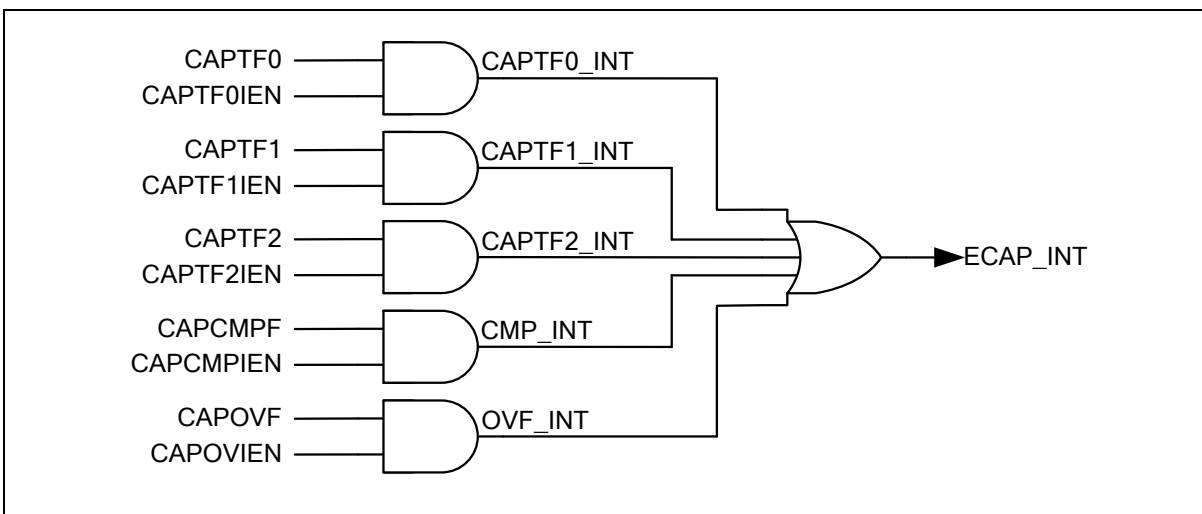 CAPTF0
CAPTF0IEN
CAPTF0_INT
CAPTF1
CAPTF1IEN
CAPTF1_INT
CAPTF2
CAPTF2IEN
CAPTF2_INT
CAPCMPF
CAPCMPIEN
CMP_INT
CAPOVF
CAPOVIEN
OVF_INT
ECAP_INT